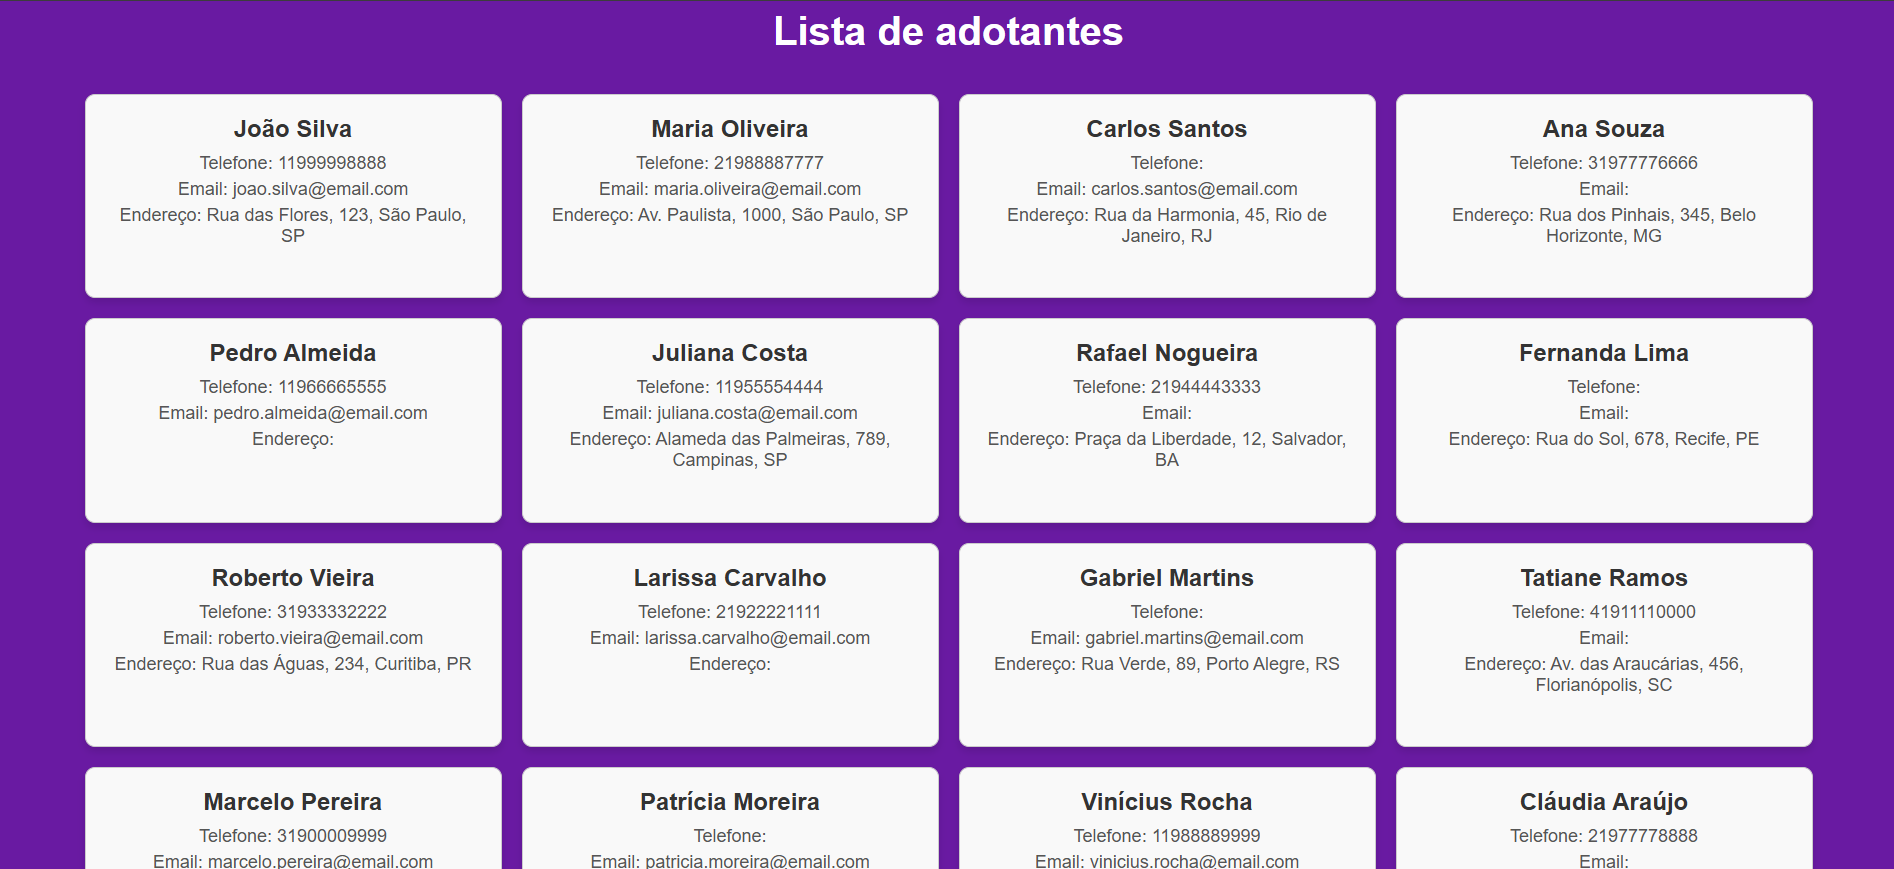 Lista de adotantes
João Silva
Telefone: 11999998888
Email: joao.silva@email.com
Endereço: Rua das Flores, 123, São Paulo,
SP
Maria Oliveira
Telefone: 21988887777
Email: maria.oliveira@email.com
Endereço: Av. Paulista, 1000, São Paulo, SP
Carlos Santos
Telefone:
Email: carlos.santos@email.com
Endereço: Rua da Harmonia, 45, Rio de
Janeiro, RJ
Ana Souza
Telefone: 31977776666
Email:
Endereço: Rua dos Pinhais, 345, Belo
Horizonte, MG
Pedro Almeida
Telefone: 11966665555
Email: pedro.almeida@email.com
Endereço:
Juliana Costa
Telefone: 11955554444
Email: juliana.costa@email.com
Endereço: Alameda das Palmeiras, 789,
Campinas, SP
Rafael Nogueira
Telefone: 21944443333
Email:
Endereço: Praça da Liberdade, 12, Salvador,
BA
Fernanda Lima
Telefone:
Email:
Endereço: Rua do Sol, 678, Recife, PE
Roberto Vieira
Telefone: 31933332222
Email: roberto.vieira@email.com
Endereço: Rua das Águas, 234, Curitiba, PR
Larissa Carvalho
Telefone: 21922221111
Email: larissa.carvalho@email.com
Endereço:
Gabriel Martins
Telefone:
Email: gabriel.martins@email.com
Endereço: Rua Verde, 89, Porto Alegre, RS
Tatiane Ramos
Telefone: 41911110000
Email:
Endereço: Av. das Araucárias, 456,
Florianópolis, SC
Marcelo Pereira
Telefone: 31900009999
Email: marcelo.pereira@email.com
Patrícia Moreira
Telefone:
Email: patricia.moreira@email.com
Vinícius Rocha
Telefone: 11988889999
Email: vinicius.rocha@email.com
Cláudia Araújo
Telefone: 21977778888
Email: